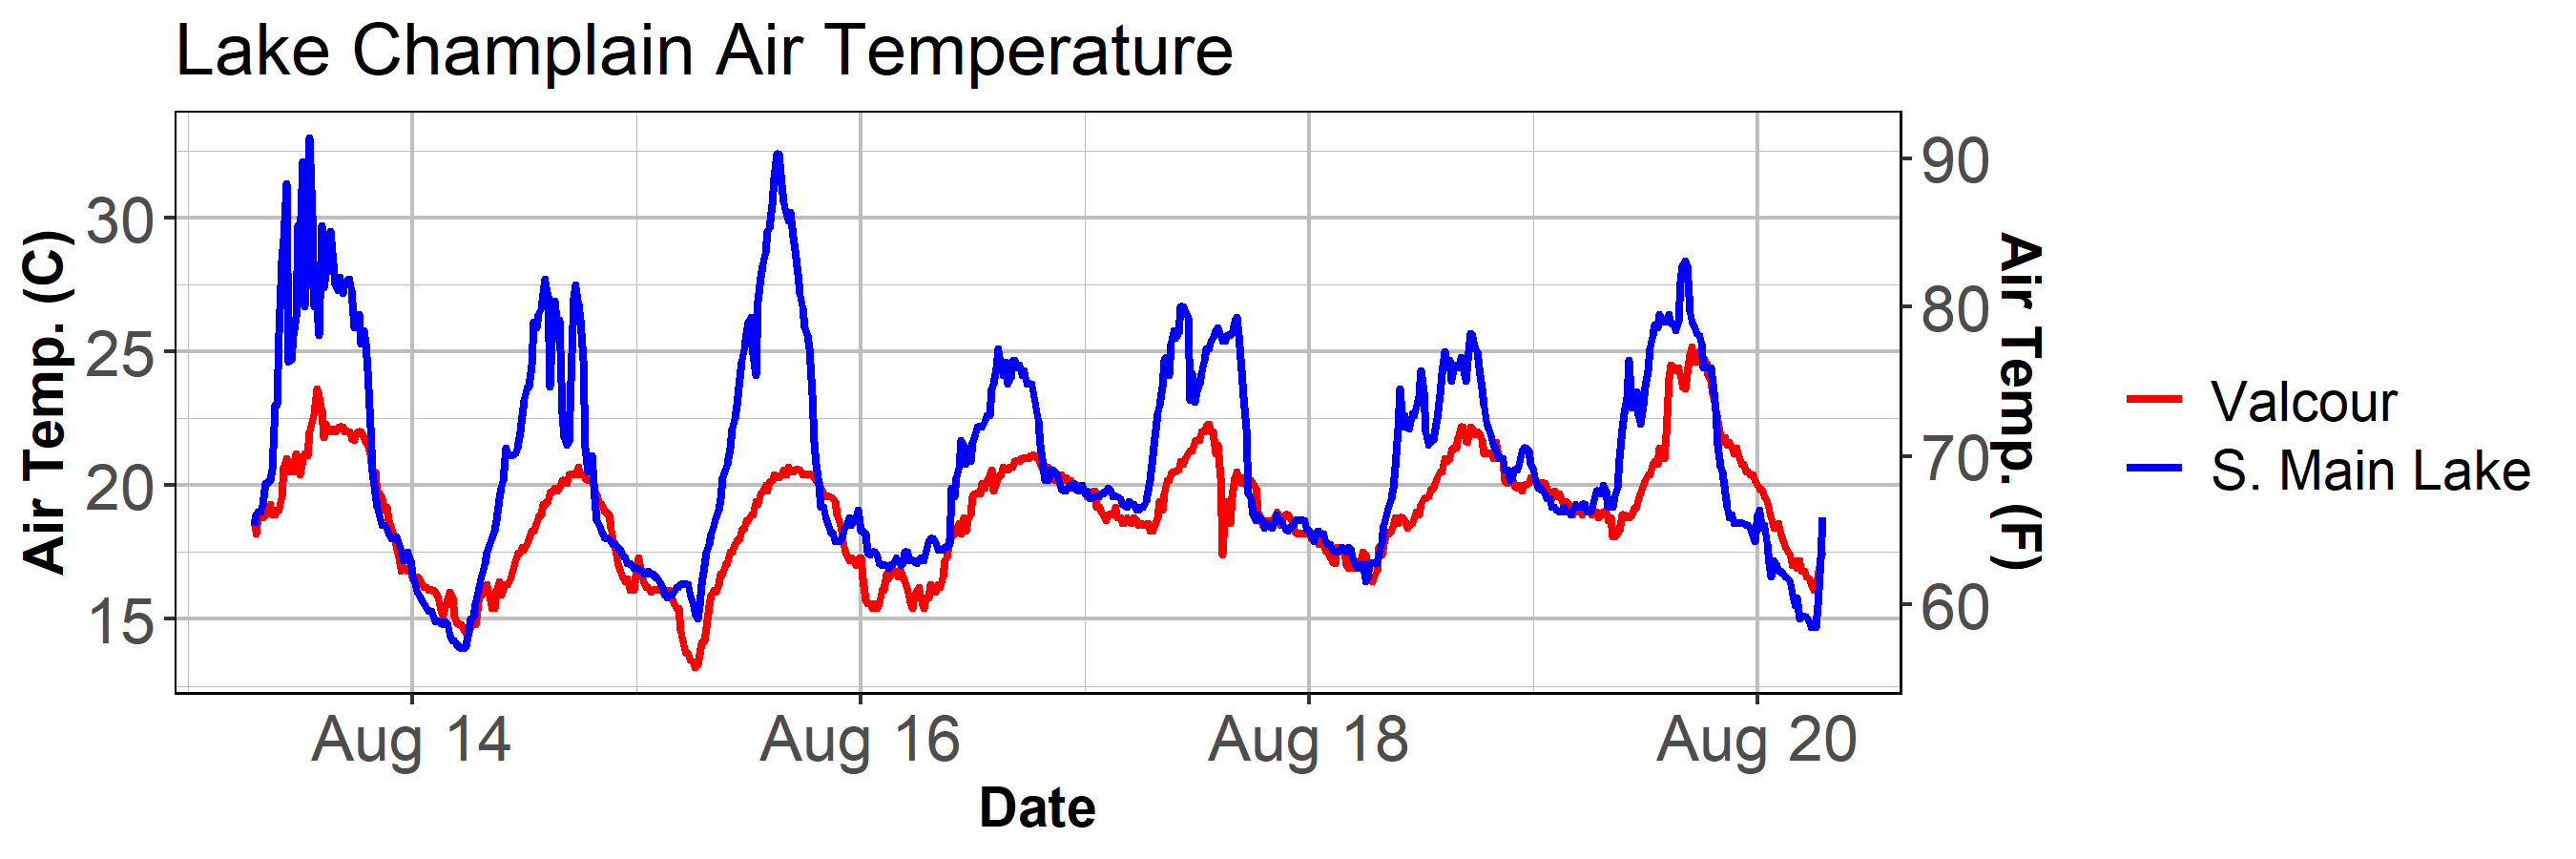 Lake Champlain Air Temperature
Air Temp. (C)
30
25
20
15
90
80
70
60
Air Temp. (F)
Valcour
S. Main Lake
Aug 14
Aug 16
Aug 18
Aug 20
Date